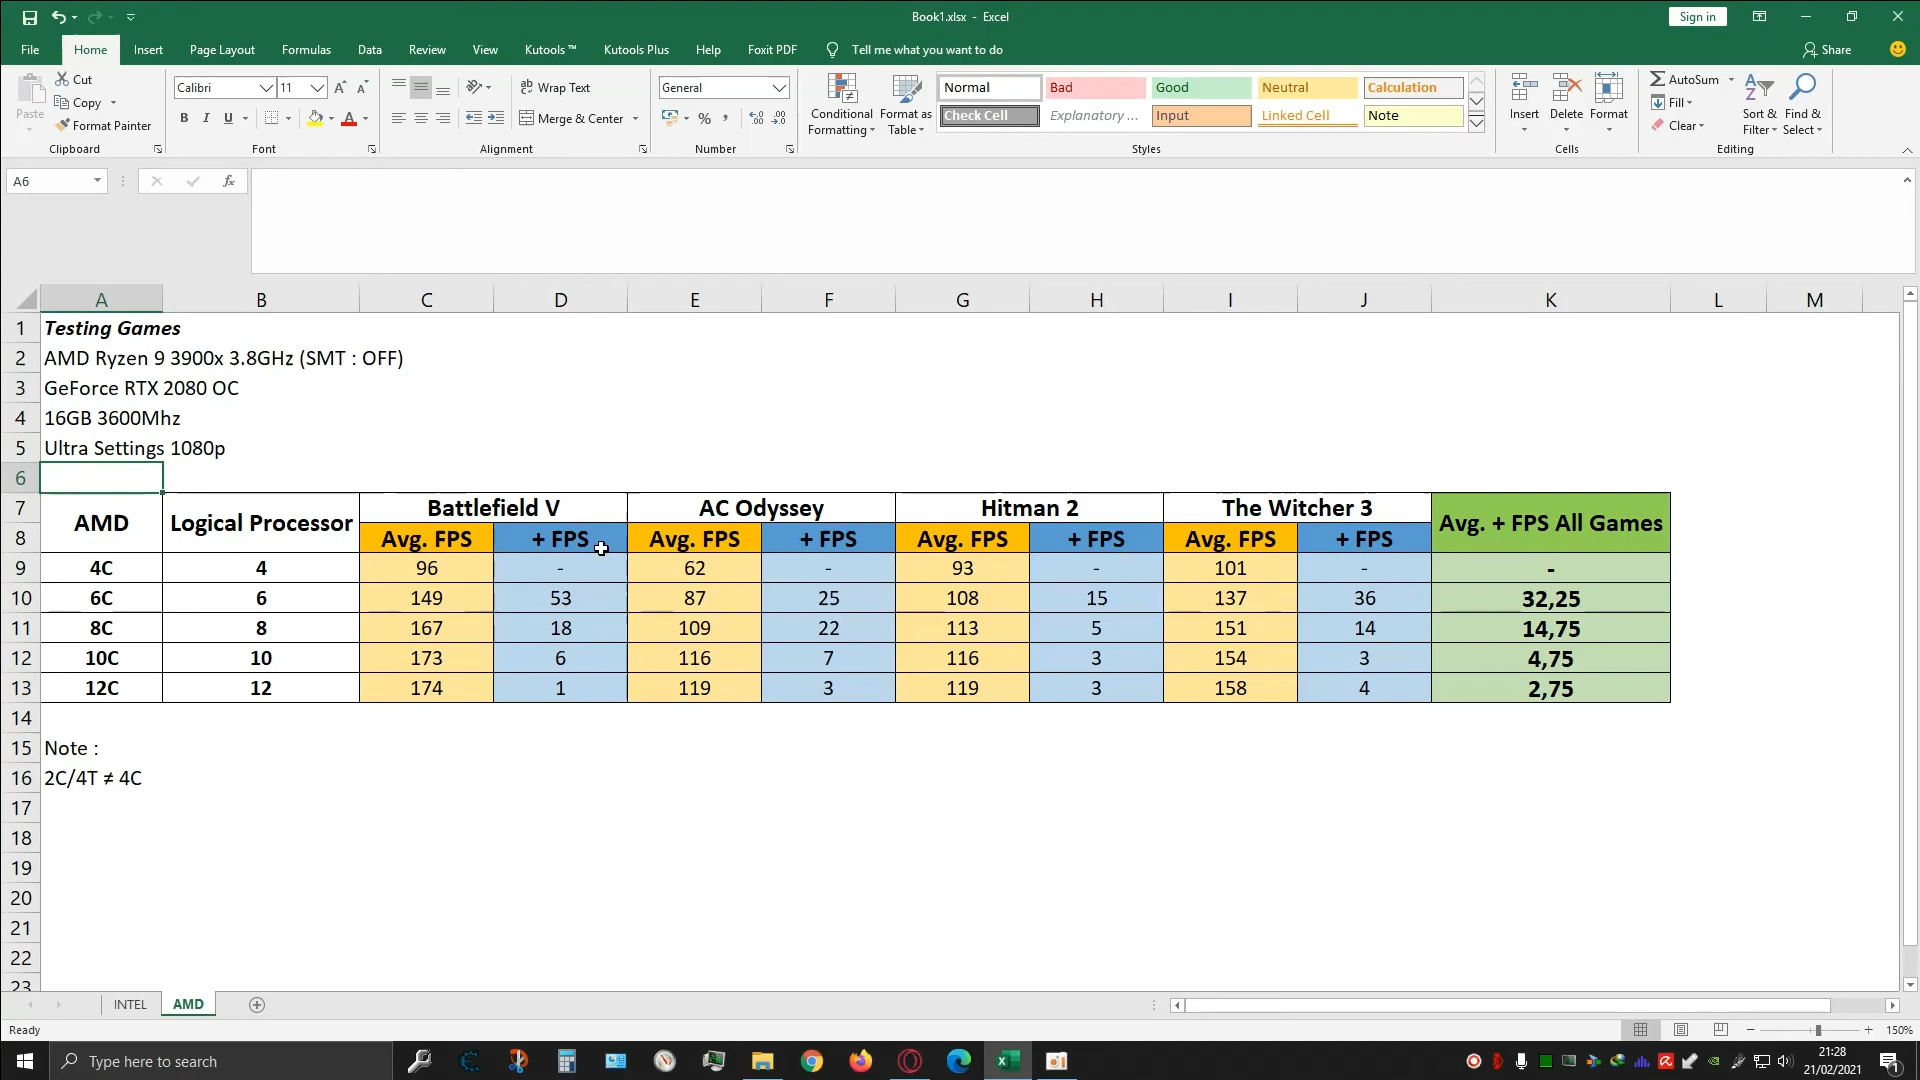 Book1.xlsx - Excel
Sign in
File Home Insert Page Layout Formulas Data Review View Kutools ™ Kutools Plus Help Foxit PDF Tell me what you want to do Share
Paste
Cut
Copy
Format Painter
Clipboard
Calibri 11
B I U
Font
Wrap Text
Merge & Center
Alignment
General
Number
Conditional Formatting
Format as Table
Normal Bad Good Neutral Calculation
Check Cell Explanatory ... Input Linked Cell Note
Styles
Insert Delete Format
Cells
AutoSum
Fill
Clear
Sort & Filter
Find & Select
Editing
A6
fx
A B C D E F G H I J K L M
1 Testing Games
2 AMD Ryzen 9 3900x 3.8GHz (SMT : OFF)
3 GeForce RTX 2080 OC
4 16GB 3600Mhz
5 Ultra Settings 1080p
6
7 AMD Logical Processor Battlefield V AC Odyssey Hitman 2 The Witcher 3 Avg. + FPS All Games
8 Avg. FPS + FPS Avg. FPS + FPS Avg. FPS + FPS Avg. FPS + FPS
9 4C 4 96 - 62 - 93 - 101 - -
10 6C 6 149 53 87 25 108 15 137 36 32,25
11 8C 8 167 18 109 22 113 5 151 14 14,75
12 10C 10 173 6 116 7 116 3 154 3 4,75
13 12C 12 174 1 119 3 119 3 158 4 2,75
14
15 Note :
16 2C/4T ≠ 4C
17
18
19
20
21
22
23
INTEL AMD
Ready
150%
Type here to search
21:28
21/02/2021
1